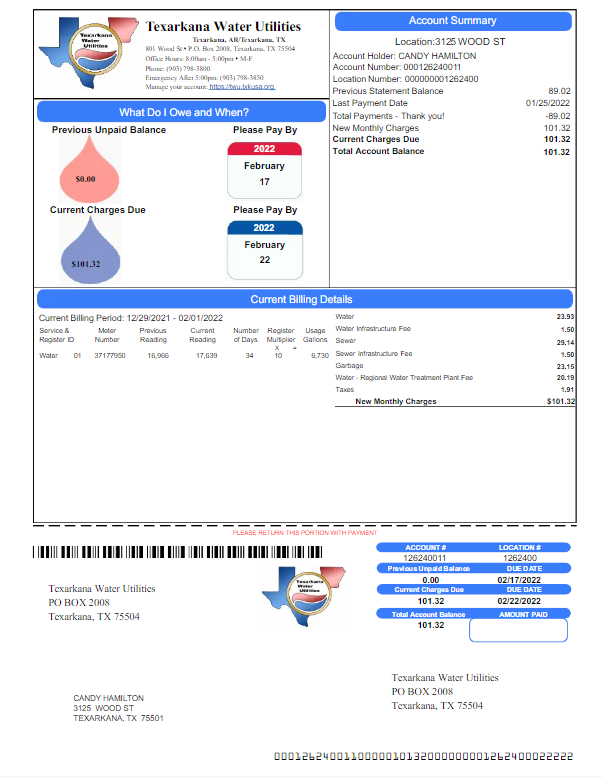 Texarkana
Water
Utilities
Texarkana Water Utilities
Texarkana, AR/Texarkana, TX
801 Wood St • P.O. Box 2008, Texarkana, TX 75504
Office Hours: 8:00am - 5:00pm • M-F
Phone: (903) 798-3800
Emergency After 5:00pm: (903) 798-3850
Manage your account: https://twu.txkusa.org
Account Summary
Location:3125 WOOD ST
Account Holder: CANDY HAMILTON
Account Number: 000126240011
Location Number: 000000001262400
Previous Statement Balance 89.02
Last Payment Date 01/25/2022
Total Payments - Thank you! -89.02
New Monthly Charges 101.32
Current Charges Due 101.32
Total Account Balance 101.32
What Do I Owe and When?
Previous Unpaid Balance Please Pay By
$0.00
2022
February
17
Current Charges Due Please Pay By
$101.32
2022
February
22
Current Billing Details
Current Billing Period: 12/29/2021 - 02/01/2022
Service & Meter Previous Current Number Register Usage
Register ID Number Reading Reading of Days Multiplier Gallons
X =
Water 01 37177950 16,966 17,639 34 10 6,730
Water 23.93
Water Infrastructure Fee 1.50
Sewer 29.14
Sewer Infrastructure Fee 1.50
Garbage 23.15
Water - Regional Water Treatment Plant Fee 20.19
Taxes 1.91
New Monthly Charges $101.32
PLEASE RETURN THIS PORTION WITH PAYMENT
Texarkana Water Utilities
PO BOX 2008
Texarkana, TX 75504
Texarkana
Water
Utilities
ACCOUNT # LOCATION #
126240011 1262400
Previous Unpaid Balance DUE DATE
0.00 02/17/2022
Current Charges Due DUE DATE
101.32 02/22/2022
Total Account Balance AMOUNT PAID
101.32
Texarkana Water Utilities
PO BOX 2008
Texarkana, TX 75504
CANDY HAMILTON
3125 WOOD ST
TEXARKANA, TX 75501